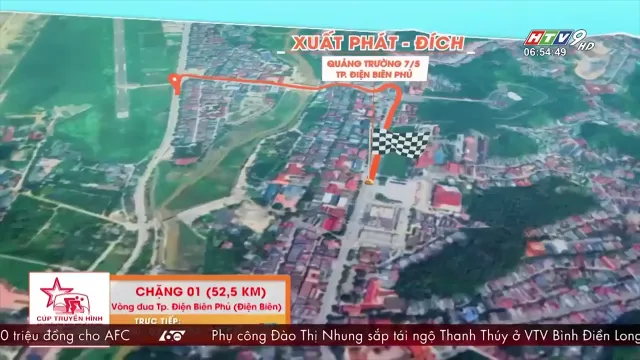 HTV9 HD
06:54:49
XUẤT PHÁT - ĐÍCH
QUẢNG TRƯỜNG 7/5
TP. ĐIỆN BIÊN PHỦ
CHẶNG 01 (52,5 KM)
Vòng đua Tp. Điện Biên Phủ (Điện Biên)
TRỰC TIẾP:
CÚP TRUYỀN HÌNH
0 triệu đồng cho AFC
Phụ công Đào Thị Nhung sắp tái ngộ Thanh Thúy ở VTV Bình Điền Long